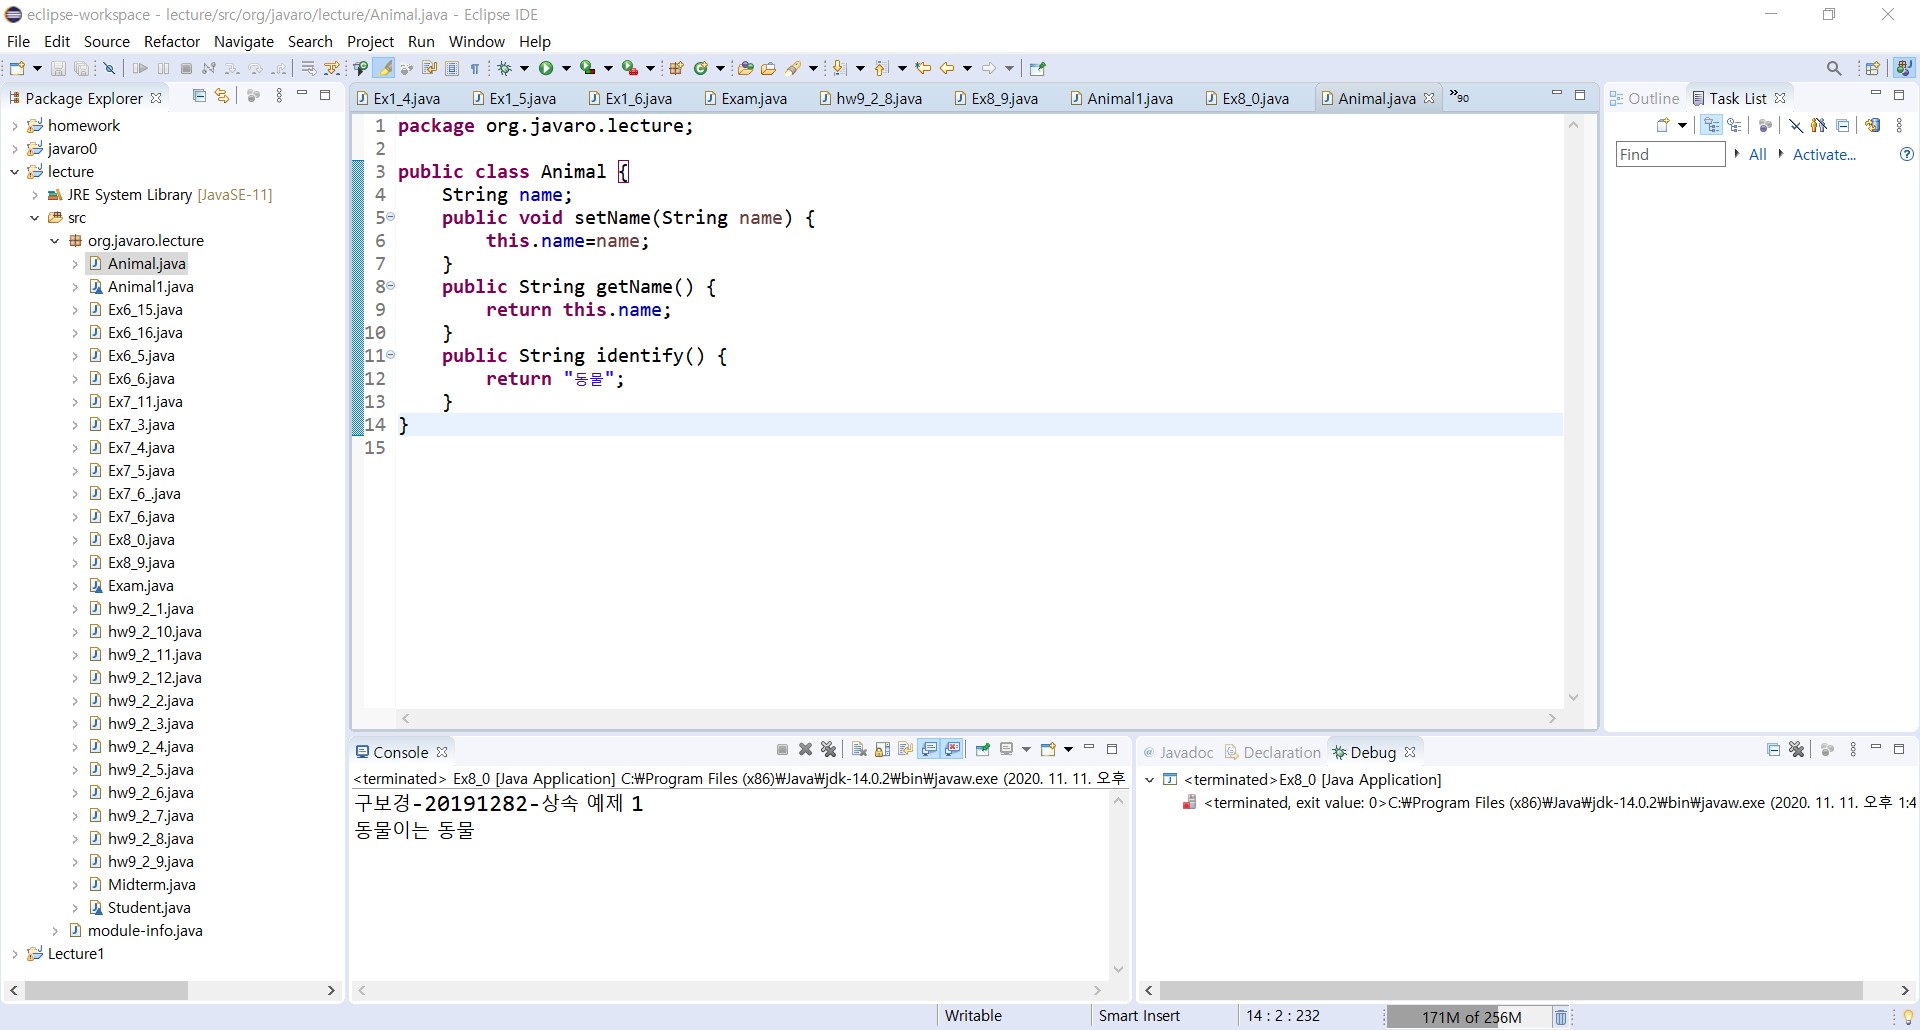 eclipse-workspace - lecture/src/org/javaro/lecture/Animal.java - Eclipse IDE
File Edit Source Refactor Navigate Search Project Run Window Help
Package Explorer
homework
javaro0
lecture
JRE System Library [JavaSE-11]
src
org.javaro.lecture
Animal.java
Animal1.java
Ex6_15.java
Ex6_16.java
Ex6_5.java
Ex6_6.java
Ex7_11.java
Ex7_3.java
Ex7_4.java
Ex7_5.java
Ex7_6_.java
Ex7_6.java
Ex8_0.java
Ex8_9.java
Exam.java
hw9_2_1.java
hw9_2_10.java
hw9_2_11.java
hw9_2_12.java
hw9_2_2.java
hw9_2_3.java
hw9_2_4.java
hw9_2_5.java
hw9_2_6.java
hw9_2_7.java
hw9_2_8.java
hw9_2_9.java
Midterm.java
Student.java
module-info.java
Lecture1
Ex1_4.java Ex1_5.java Ex1_6.java Exam.java hw9_2_8.java Ex8_9.java Animal1.java Ex8_0.java Animal.java »90
1 package org.javaro.lecture;
2
3 public class Animal {
4 String name;
5 public void setName(String name) {
6 this.name=name;
7 }
8 public String getName() {
9 return this.name;
10 }
11 public String identify() {
12 return "동물";
13 }
14 }
15
Outline Task List
Find All Activate...
Console
<terminated> Ex8_0 [Java Application] C:₩Program Files (x86)₩Java₩jdk-14.0.2₩bin₩javaw.exe (2020. 11. 11. 오후
구보경-20191282-상속 예제 1
동물이는 동물
@ Javadoc Declaration Debug
<terminated>Ex8_0 [Java Application]
<terminated, exit value: 0>C:₩Program Files (x86)₩Java₩jdk-14.0.2₩bin₩javaw.exe (2020. 11. 11. 오후 1:4
Writable Smart Insert 14 : 2 : 232 171M of 256M